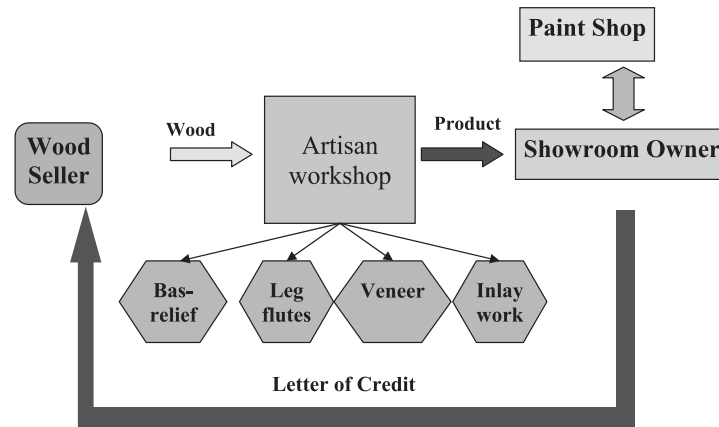 Paint Shop
Wood
Product
Wood
Seller
Artisan
workshop
Showroom Owner
Bas-
relief
Leg
flutes
Veneer
Inlay
work
Letter of Credit